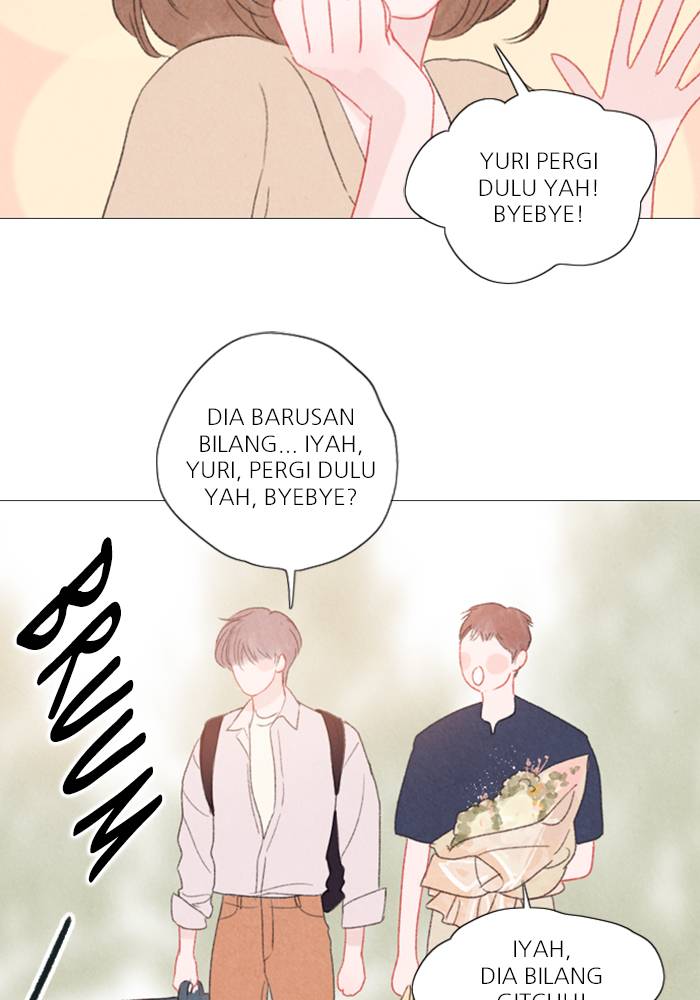 YURI PERGI
DULU YAH!
BYEBYE!
DIA BARUSAN
BILANG... IYAH,
YURI, PERGI DULU
YAH, BYEBYE?
BRUUM
IYAH,
DIA BILANG